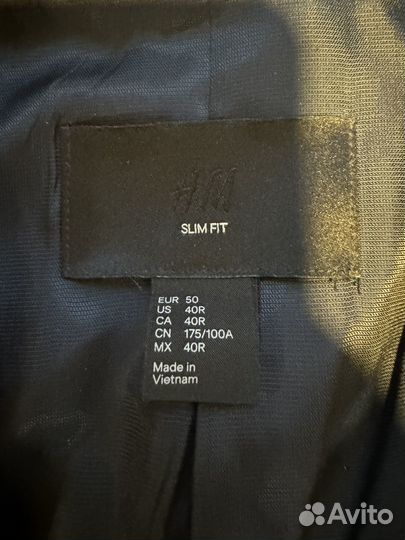 H&M
SLIM FIT
EUR 50
US 40R
CA 40R
CN 175/100A
MX 40R
Made in
Vietnam
Avito